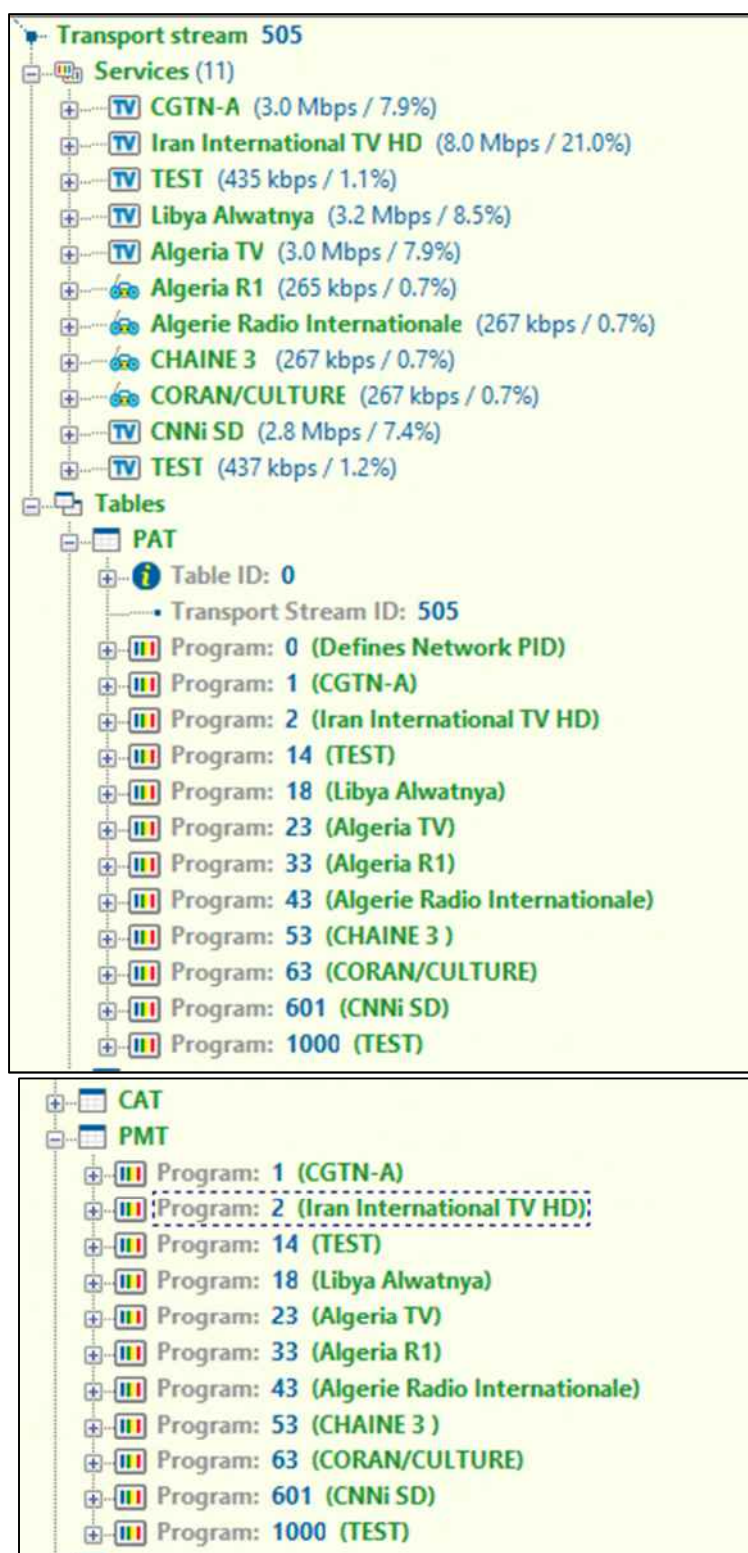 Transport stream 505
Services (11)
TV CGTN-A (3.0 Mbps / 7.9%)
TV Iran International TV HD (8.0 Mbps / 21.0%)
TV TEST (435 kbps / 1.1%)
TV Libya Alwatnya (3.2 Mbps / 8.5%)
TV Algeria TV (3.0 Mbps / 7.9%)
Algeria R1 (265 kbps / 0.7%)
Algerie Radio Internationale (267 kbps / 0.7%)
CHAINE 3 (267 kbps / 0.7%)
CORAN/CULTURE (267 kbps / 0.7%)
TV CNNi SD (2.8 Mbps / 7.4%)
TV TEST (437 kbps / 1.2%)
Tables
PAT
Table ID: 0
Transport Stream ID: 505
Program: 0 (Defines Network PID)
Program: 1 (CGTN-A)
Program: 2 (Iran International TV HD)
Program: 14 (TEST)
Program: 18 (Libya Alwatnya)
Program: 23 (Algeria TV)
Program: 33 (Algeria R1)
Program: 43 (Algerie Radio Internationale)
Program: 53 (CHAINE 3 )
Program: 63 (CORAN/CULTURE)
Program: 601 (CNNi SD)
Program: 1000 (TEST)
CAT
PMT
Program: 1 (CGTN-A)
Program: 2 (Iran International TV HD)
Program: 14 (TEST)
Program: 18 (Libya Alwatnya)
Program: 23 (Algeria TV)
Program: 33 (Algeria R1)
Program: 43 (Algerie Radio Internationale)
Program: 53 (CHAINE 3 )
Program: 63 (CORAN/CULTURE)
Program: 601 (CNNi SD)
Program: 1000 (TEST)